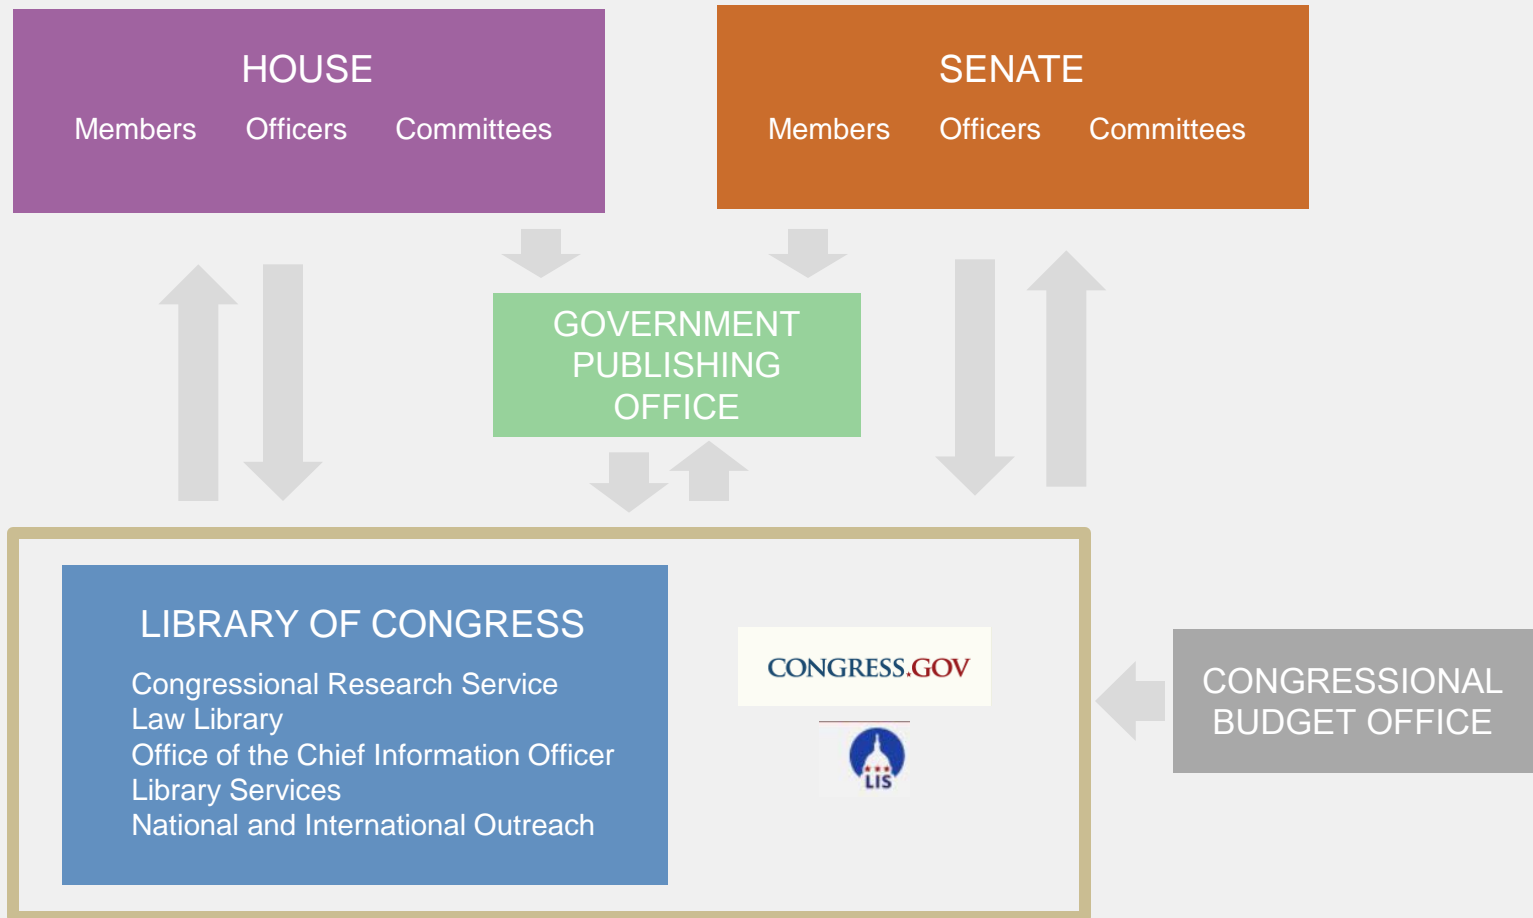 HOUSE
Members Officers Committees
SENATE
Members Officers Committees
GOVERNMENT
PUBLISHING
OFFICE
LIBRARY OF CONGRESS
Congressional Research Service
Law Library
Office of the Chief Information Officer
Library Services
National and International Outreach
CONGRESS.GOV
LIS
CONGRESSIONAL
BUDGET OFFICE